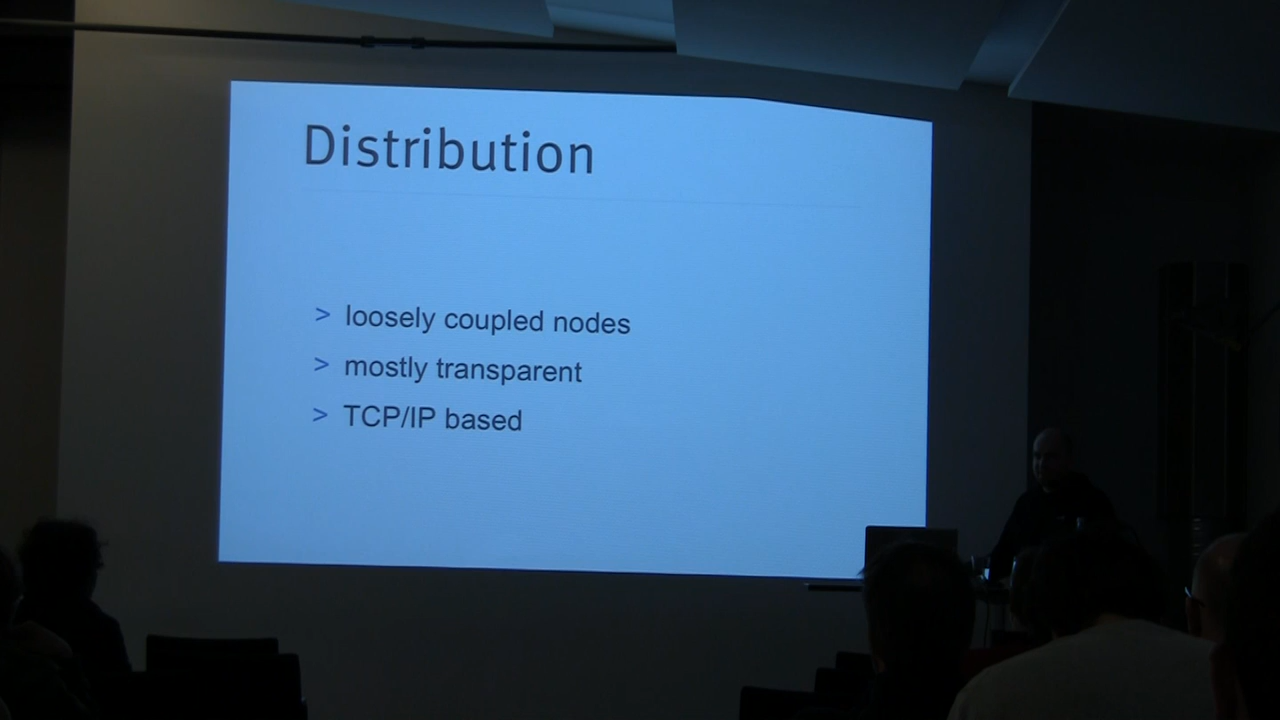 Distribution
> loosely coupled nodes
> mostly transparent
> TCP/IP based